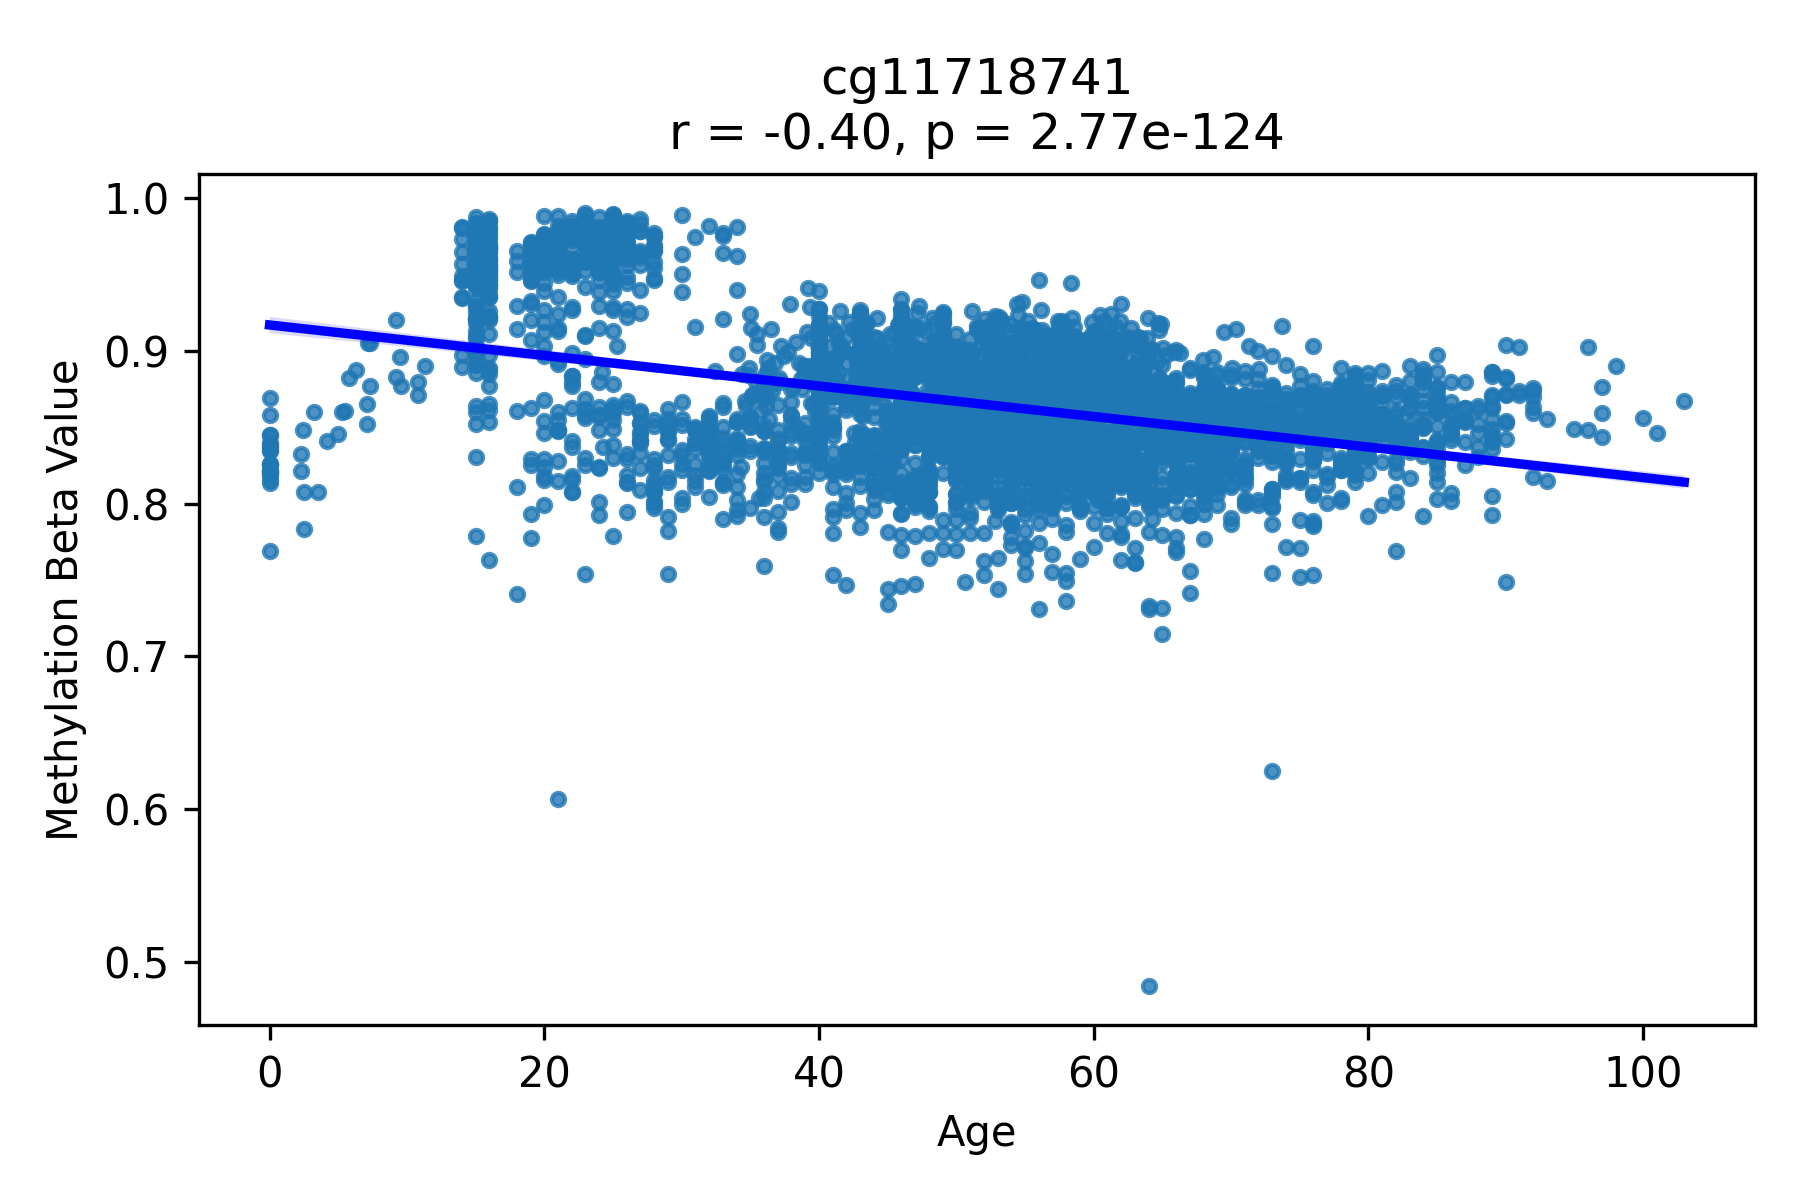 cg11718741
r = -0.40, p = 2.77e-124
1.0
0.9
0.8
0.7
0.6
0.5
Methylation Beta Value
0 20 40 60 80 100
Age